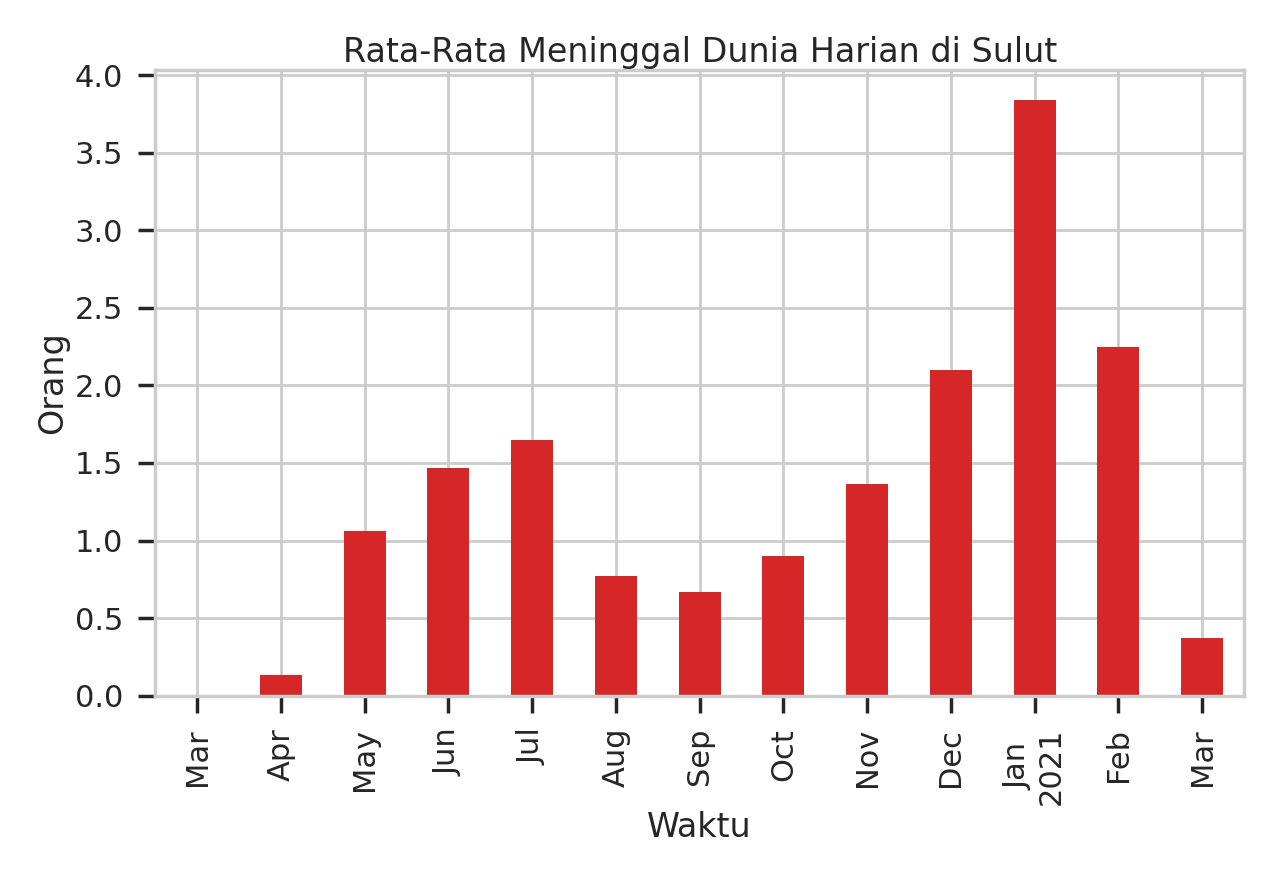 Rata-Rata Meninggal Dunia Harian di Sulut
4.0
3.5
3.0
2.5
2.0
1.5
1.0
0.5
0.0
Orang
Mar
Apr
May
Jun
Jul
Aug
Sep
Oct
Nov
Dec
Jan
2021
Feb
Mar
Waktu